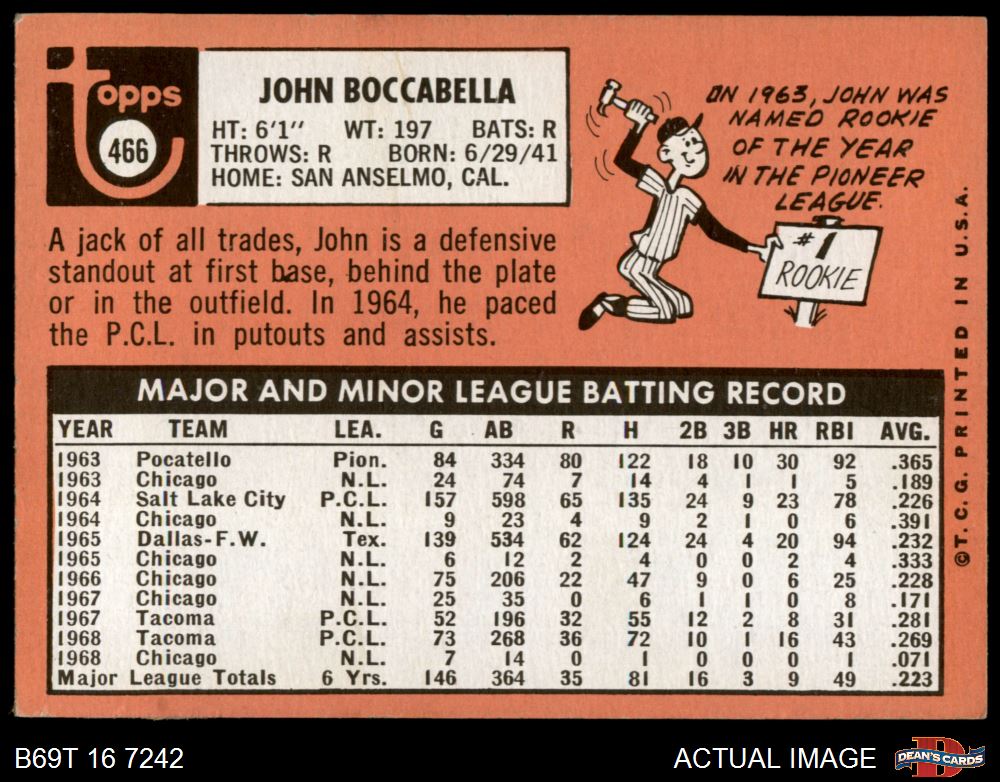 topps
466
JOHN BOCCABELLA
HT: 6'1" WT: 197 BATS: R
THROWS: R BORN: 6/29/41
HOME: SAN ANSELMO, CAL.
A jack of all trades, John is a defensive
standout at first base, behind the plate
or in the outfield. In 1964, he paced
the P.C.L. in putouts and assists.
IN 1963, JOHN WAS
NAMED ROOKIE
OF THE YEAR
IN THE PIONEER
LEAGUE.
#1
ROOKIE
©T.C.G. PRINTED IN U.S.A.
MAJOR AND MINOR LEAGUE BATTING RECORD
YEAR TEAM LEA. G AB R H 2B 3B HR RBI AVG.
1963 Pocatello Pion. 84 334 80 122 18 10 30 92 .365
1963 Chicago N.L. 24 74 7 14 4 1 1 5 .189
1964 Salt Lake City P.C.L. 157 598 65 135 24 9 23 78 .226
1964 Chicago N.L. 9 23 4 9 2 1 0 6 .391
1965 Dallas-F.W. Tex. 139 534 62 124 24 4 20 94 .232
1965 Chicago N.L. 6 12 2 4 0 0 2 4 .333
1966 Chicago N.L. 75 206 22 47 9 0 6 25 .228
1967 Chicago N.L. 25 35 0 6 1 1 0 8 .171
1967 Tacoma P.C.L. 52 196 32 55 12 2 8 31 .281
1968 Tacoma P.C.L. 73 268 36 72 10 1 16 43 .269
1968 Chicago N.L. 7 14 0 1 0 0 0 1 .071
Major League Totals 6 Yrs. 146 364 35 81 16 3 9 49 .223
B69T 16 7242
ACTUAL IMAGE
D
DEAN'S CARDS